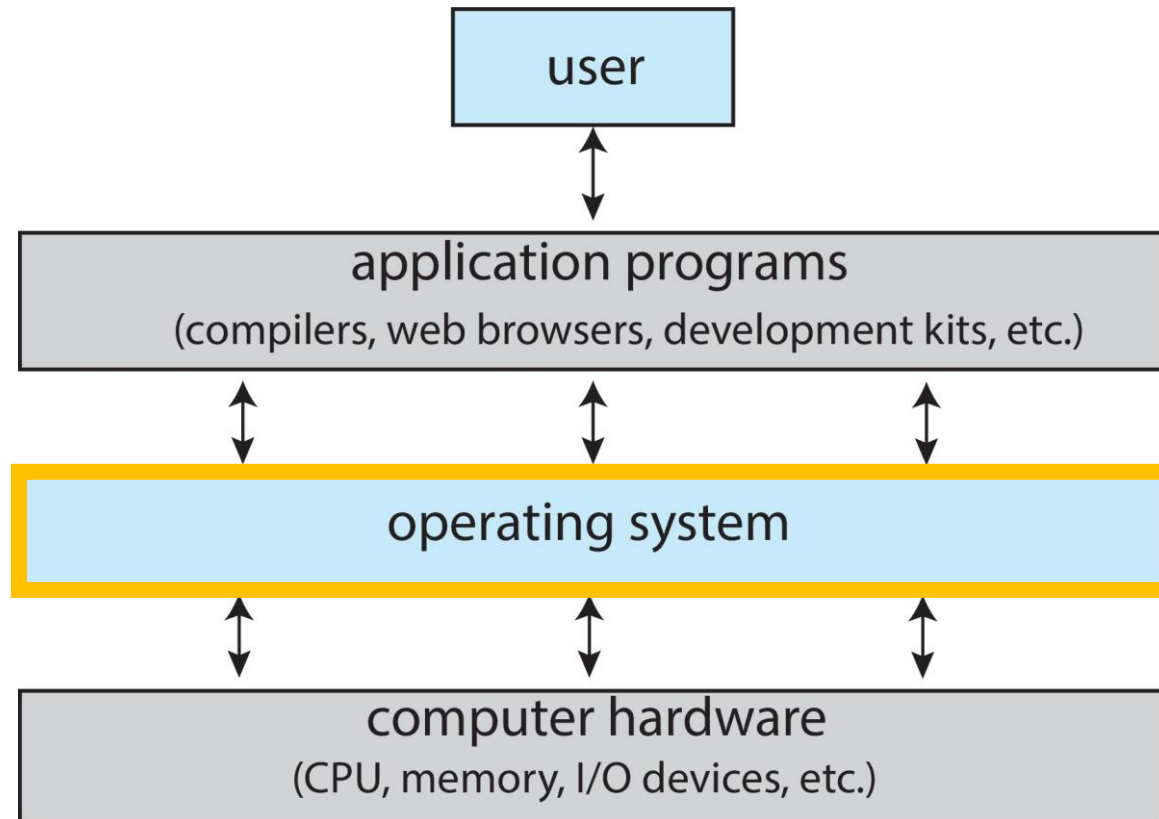 user
application programs
(compilers, web browsers, development kits, etc.)
operating system
computer hardware
(CPU, memory, I/O devices, etc.)